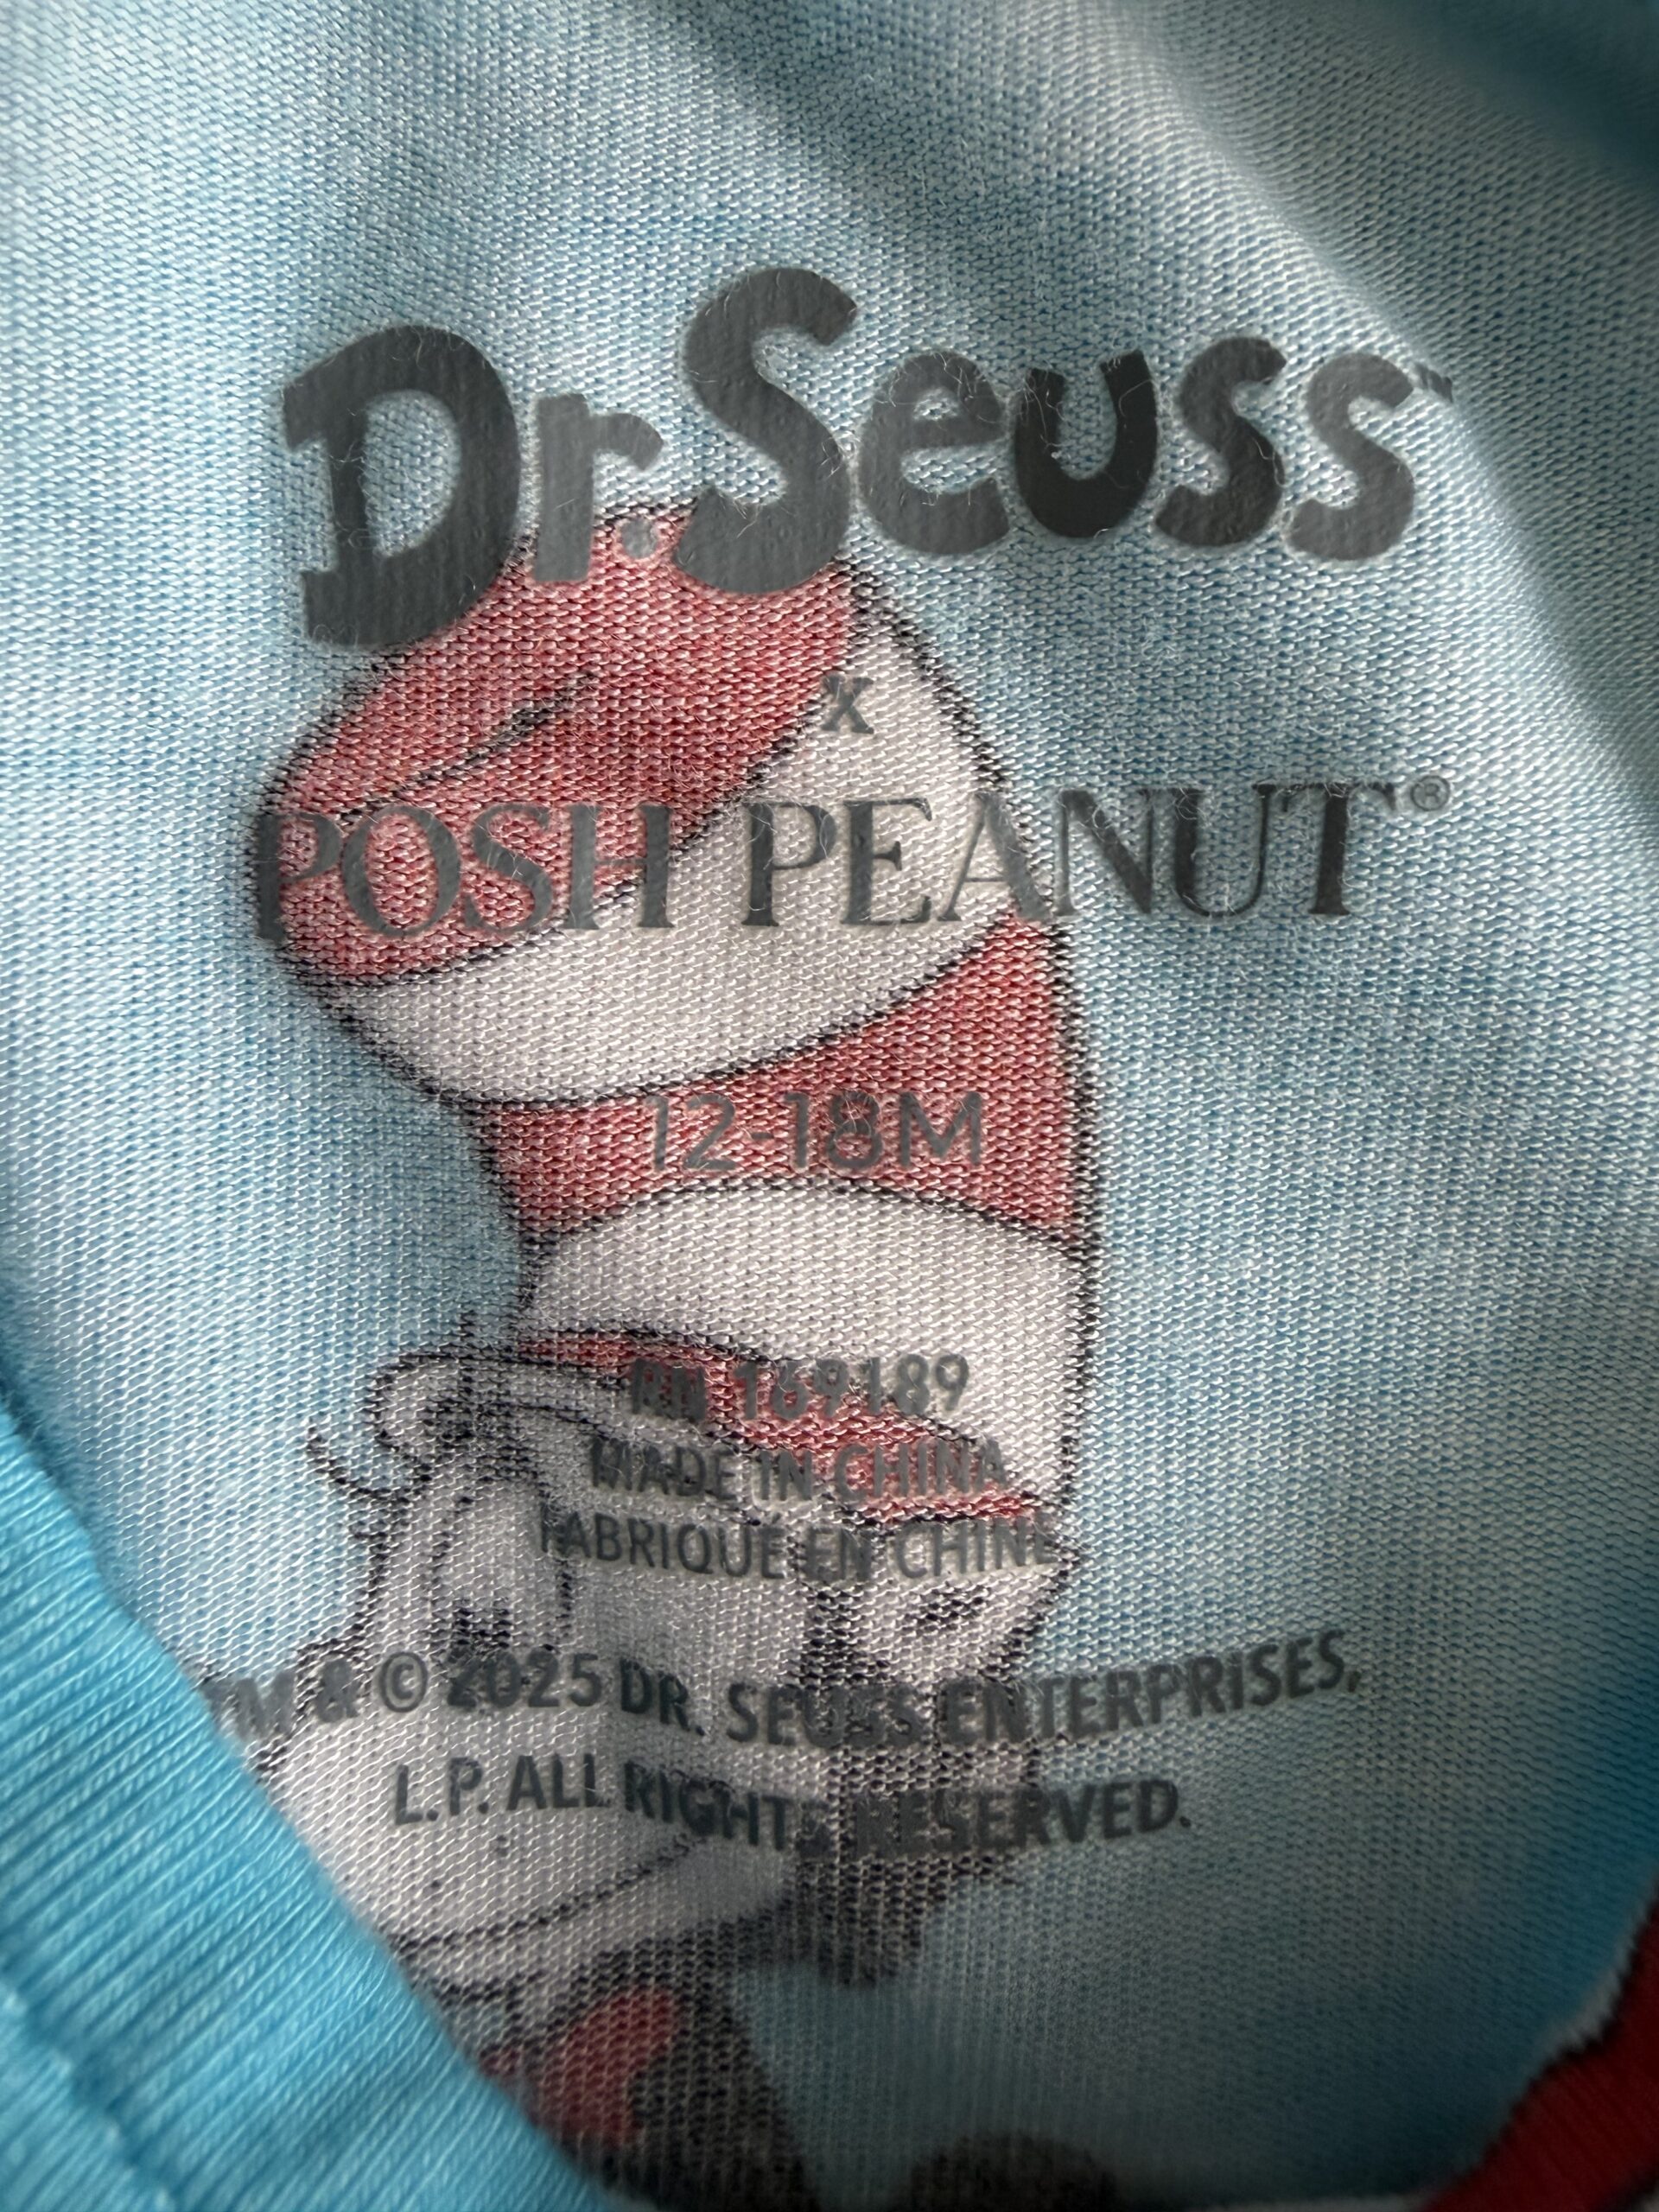 Dr. Seuss™
x
POSH PEANUT®
12-18M
RN 169189
MADE IN CHINA
FABRIQUÉ EN CHINE
TM & © 2025 DR. SEUSS ENTERPRISES,
L.P. ALL RIGHTS RESERVED.